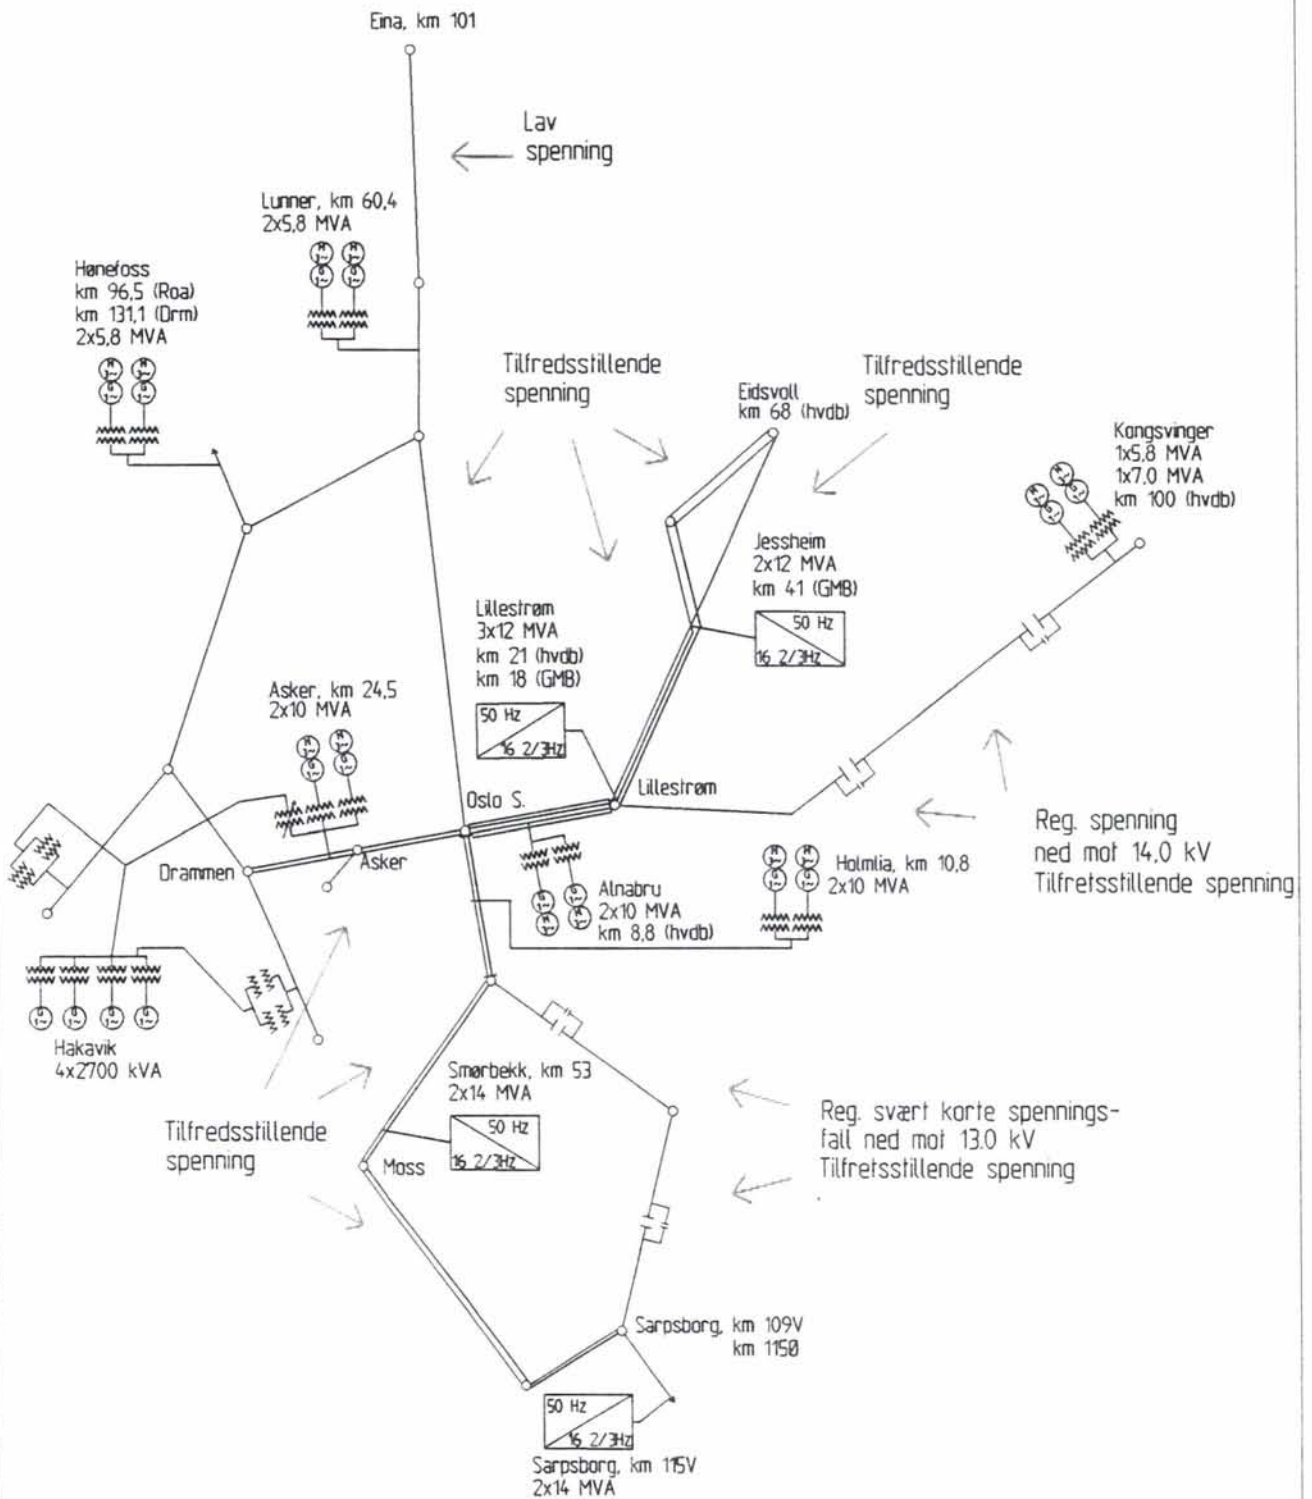 Eina, km 101
Lav
spenning
Lunner, km 60,4
2x5,8 MVA
Hønefoss
km 96,5 (Roa)
km 131,1 (Drm)
2x5,8 MVA
Tilfredsstillende
spenning
Tilfredsstillende
spenning
Eidsvoll
km 68 (hvdb)
Kongsvinger
1x5,8 MVA
1x7,0 MVA
km 100 (hvdb)
Jessheim
2x12 MVA
km 41 (GMB)
50 Hz
16 2/3Hz
Lillestrøm
3x12 MVA
km 21 (hvdb)
km 18 (GMB)
50 Hz
16 2/3Hz
Asker, km 24,5
2x10 MVA
Oslo S.
Lillestrøm
Reg. spenning
ned mot 14,0 kV
Tilfretsstillende spenning
Drammen
Asker
Alnabru
2x10 MVA
km 8,8 (hvdb)
Holmlia, km 10,8
2x10 MVA
Hakavik
4x2700 kVA
Smørbekk, km 53
2x14 MVA
50 Hz
16 2/3Hz
Tilfredsstillende
spenning
Moss
Reg. svært korte spennings-
fall ned mot 13.0 kV
Tilfretsstillende spenning
Sarpsborg, km 109V
km 115Ø
50 Hz
16 2/3Hz
Sarpsborg, km 115V
2x14 MVA